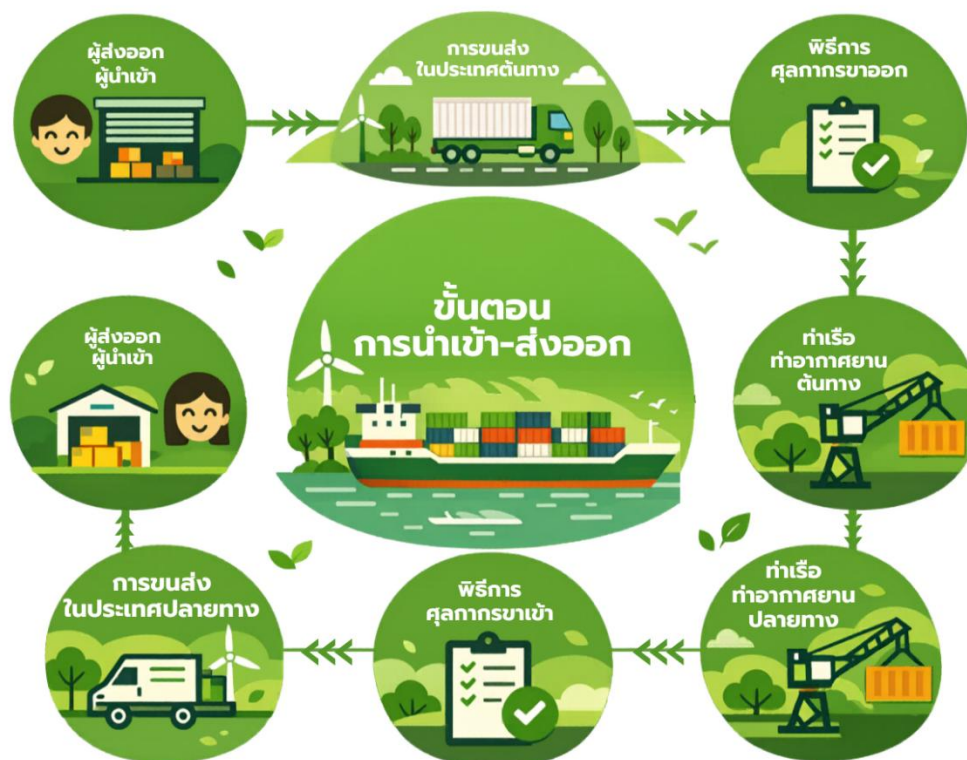 ผู้ส่งออก
ผู้นำเข้า
การขนส่ง
ในประเทศต้นทาง
พิธีการ
ศุลกากรขาออก
ขั้นตอน
การนำเข้า-ส่งออก
ท่าเรือ
ท่าอากาศยาน
ต้นทาง
ท่าเรือ
ท่าอากาศยาน
ปลายทาง
พิธีการ
ศุลกากรขาเข้า
การขนส่ง
ในประเทศปลายทาง
ผู้ส่งออก
ผู้นำเข้า